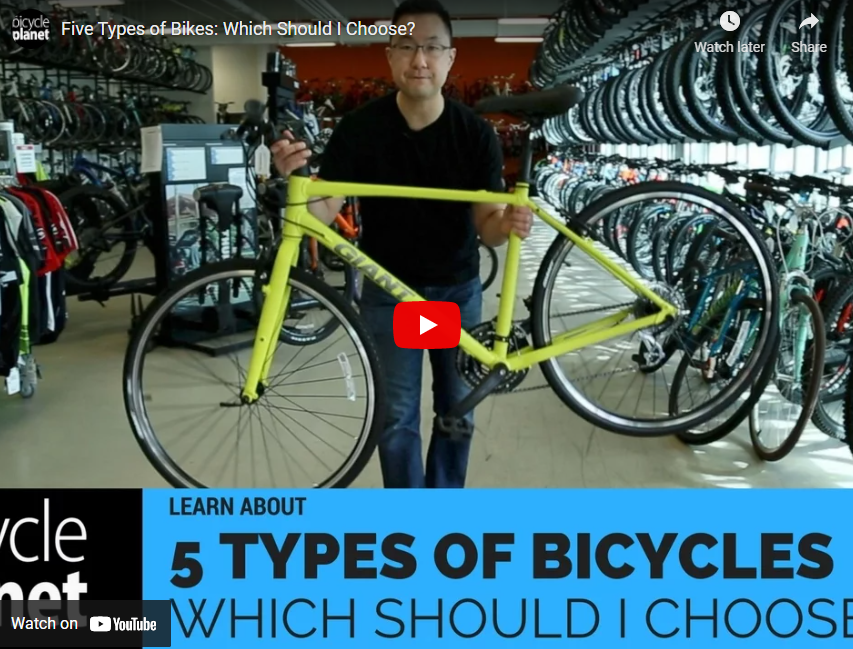 bicycle
planet
Five Types of Bikes: Which Should I Choose?
Watch later
Share
GIANT
LEARN ABOUT
5 TYPES OF BICYCLES
WHICH SHOULD I CHOOSE
ycle
net
Watch on YouTube